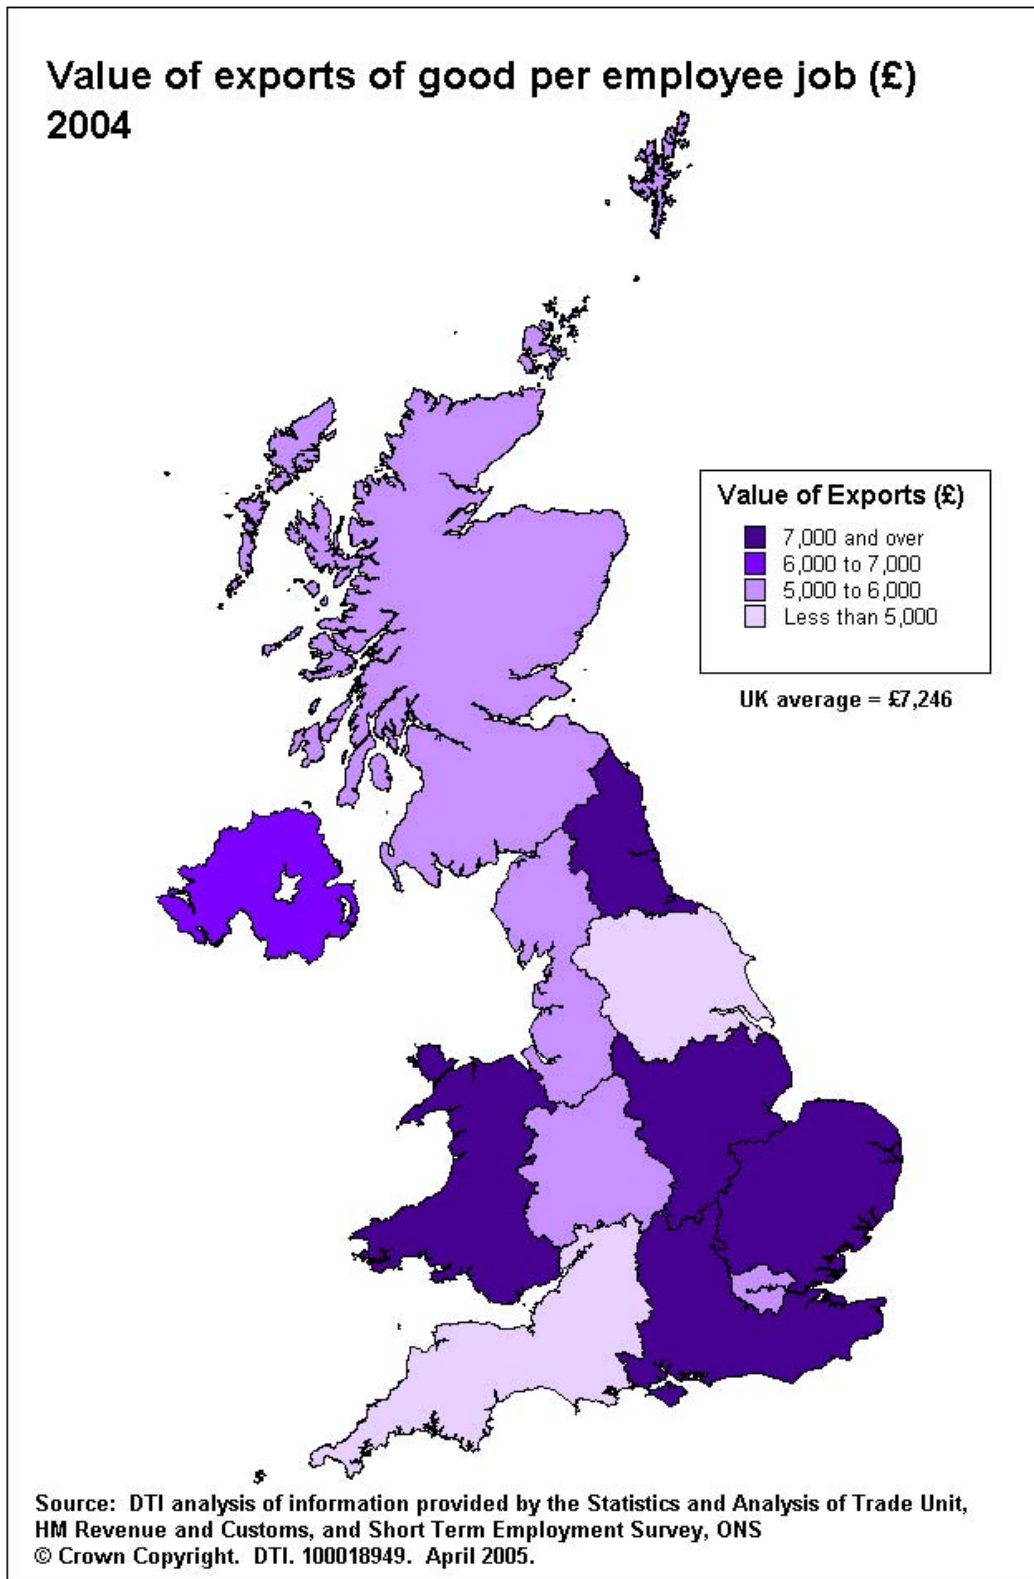 Value of exports of good per employee job (£)
2004
Value of Exports (£)
7,000 and over
6,000 to 7,000
5,000 to 6,000
Less than 5,000
UK average = £7,246
Source:  DTI analysis of information provided by the Statistics and Analysis of Trade Unit,
HM Revenue and Customs, and Short Term Employment Survey, ONS
© Crown Copyright.  DTI. 100018949.  April 2005.